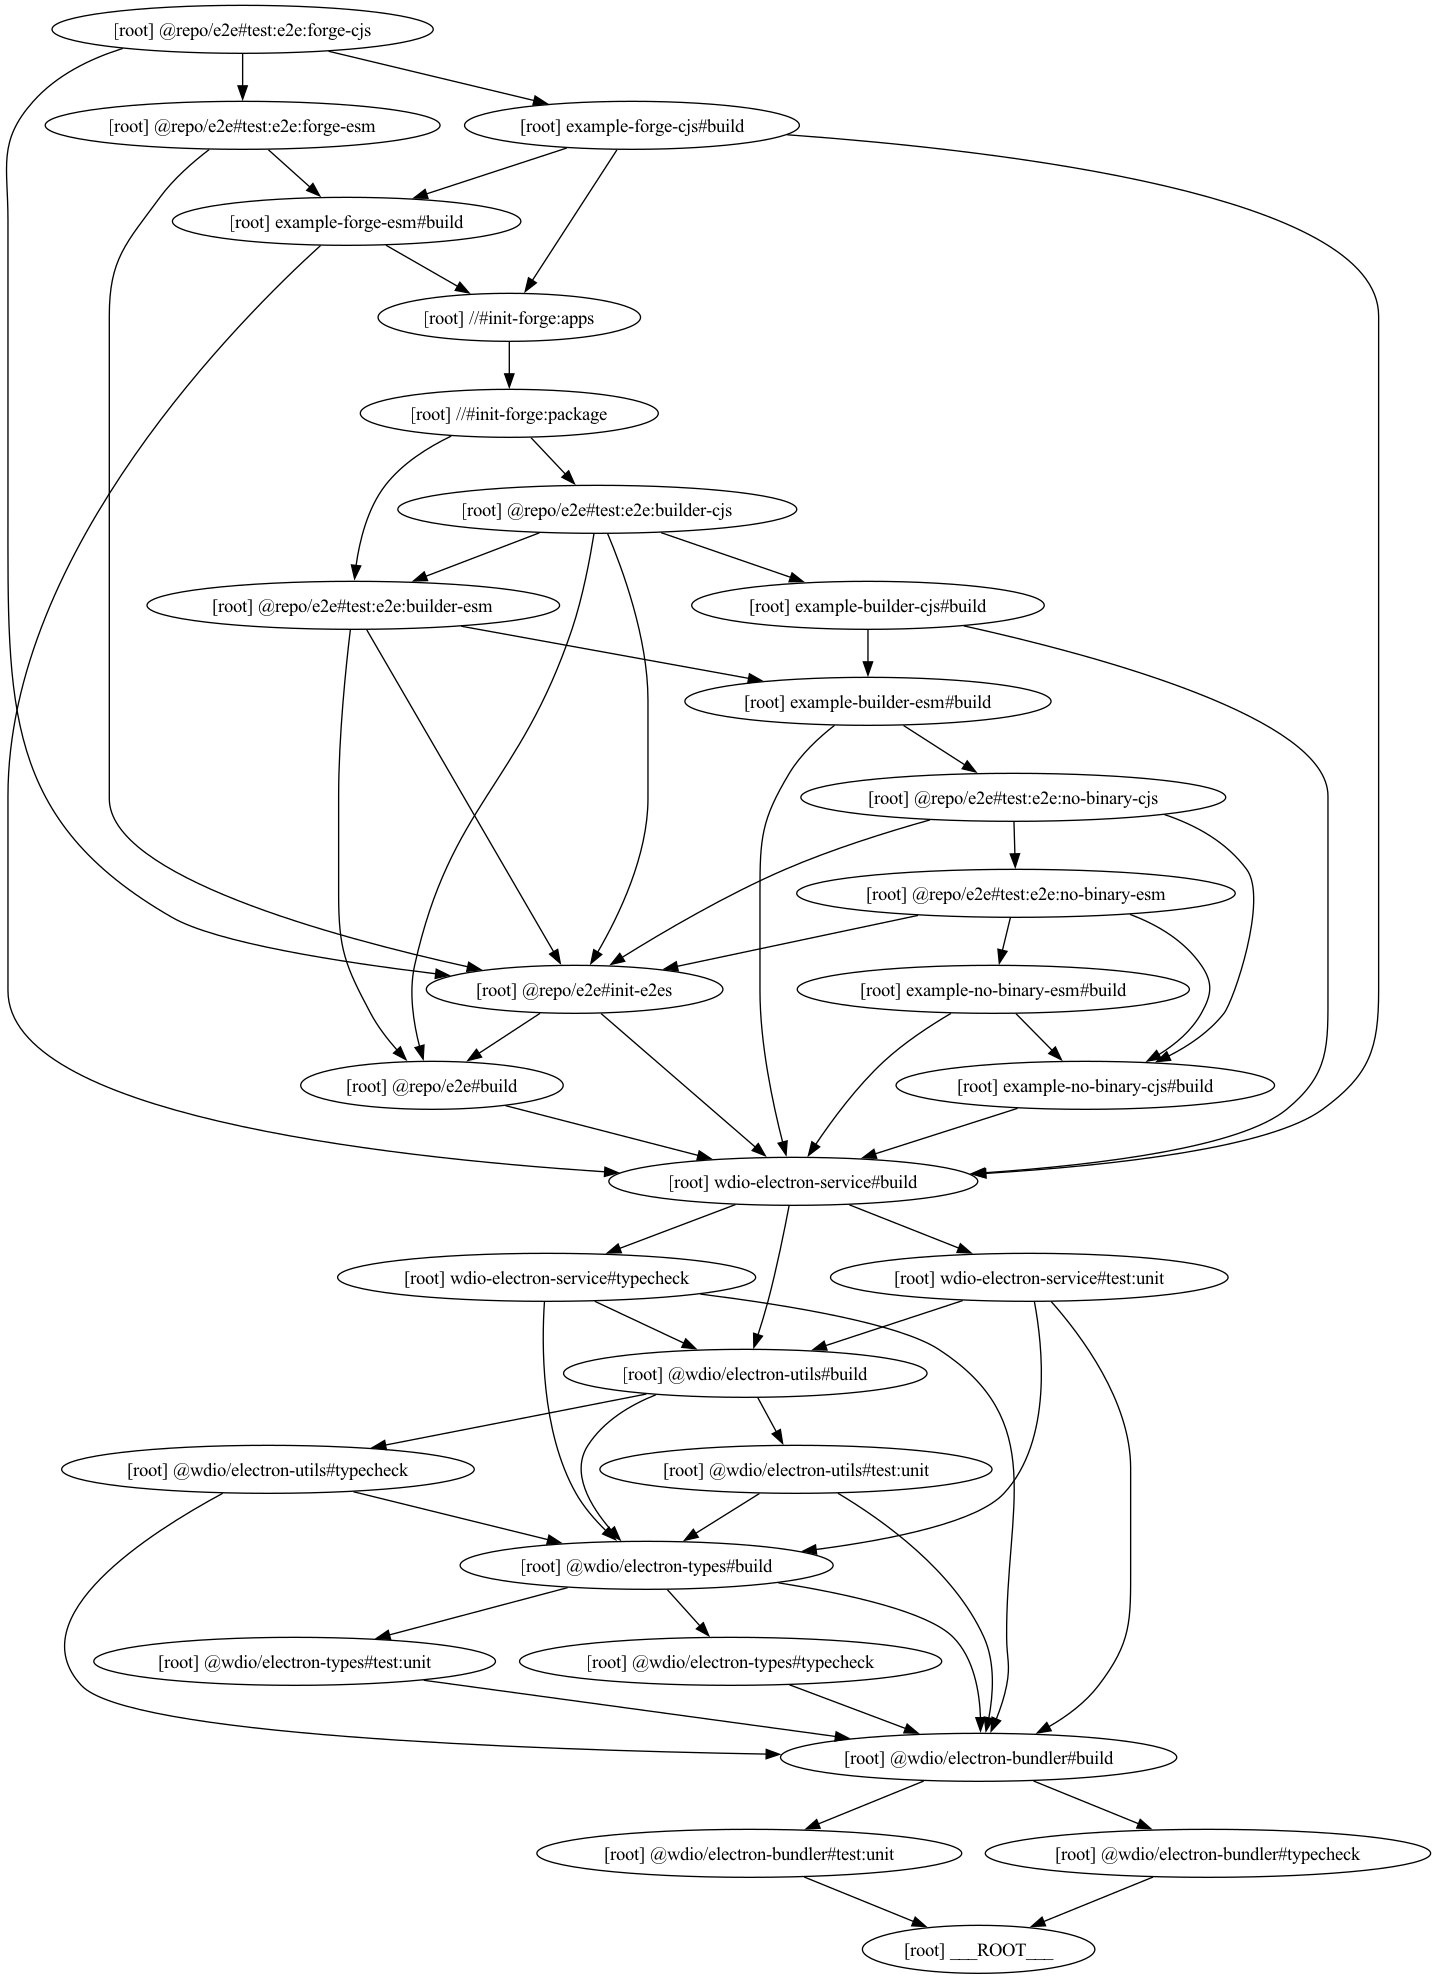 [root] @repo/e2e#test:e2e:forge-cjs
[root] @repo/e2e#test:e2e:forge-esm
[root] example-forge-cjs#build
[root] example-forge-esm#build
[root] //#init-forge:apps
[root] //#init-forge:package
[root] @repo/e2e#test:e2e:builder-cjs
[root] @repo/e2e#test:e2e:builder-esm
[root] example-builder-cjs#build
[root] example-builder-esm#build
[root] @repo/e2e#test:e2e:no-binary-cjs
[root] @repo/e2e#test:e2e:no-binary-esm
[root] @repo/e2e#init-e2es
[root] example-no-binary-esm#build
[root] @repo/e2e#build
[root] example-no-binary-cjs#build
[root] wdio-electron-service#build
[root] wdio-electron-service#typecheck
[root] wdio-electron-service#test:unit
[root] @wdio/electron-utils#build
[root] @wdio/electron-utils#typecheck
[root] @wdio/electron-utils#test:unit
[root] @wdio/electron-types#build
[root] @wdio/electron-types#test:unit
[root] @wdio/electron-types#typecheck
[root] @wdio/electron-bundler#build
[root] @wdio/electron-bundler#test:unit
[root] @wdio/electron-bundler#typecheck
[root] ___ROOT___